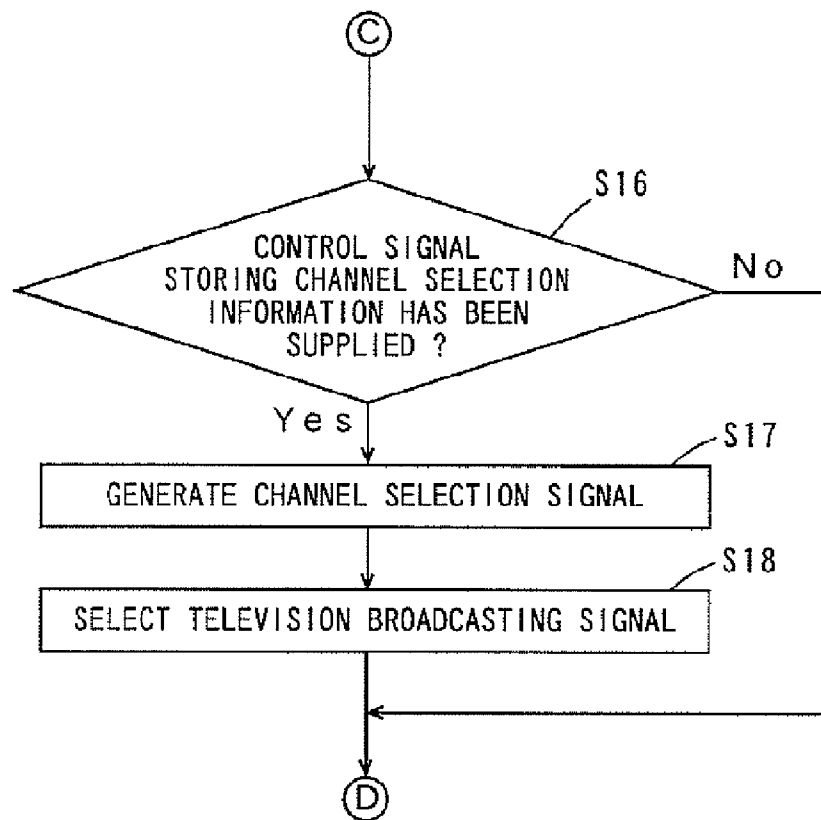 C
S16
CONTROL SIGNAL
STORING CHANNEL SELECTION
INFORMATION HAS BEEN
SUPPLIED ?
No
Yes
S17
GENERATE CHANNEL SELECTION SIGNAL
S18
SELECT TELEVISION BROADCASTING SIGNAL
D